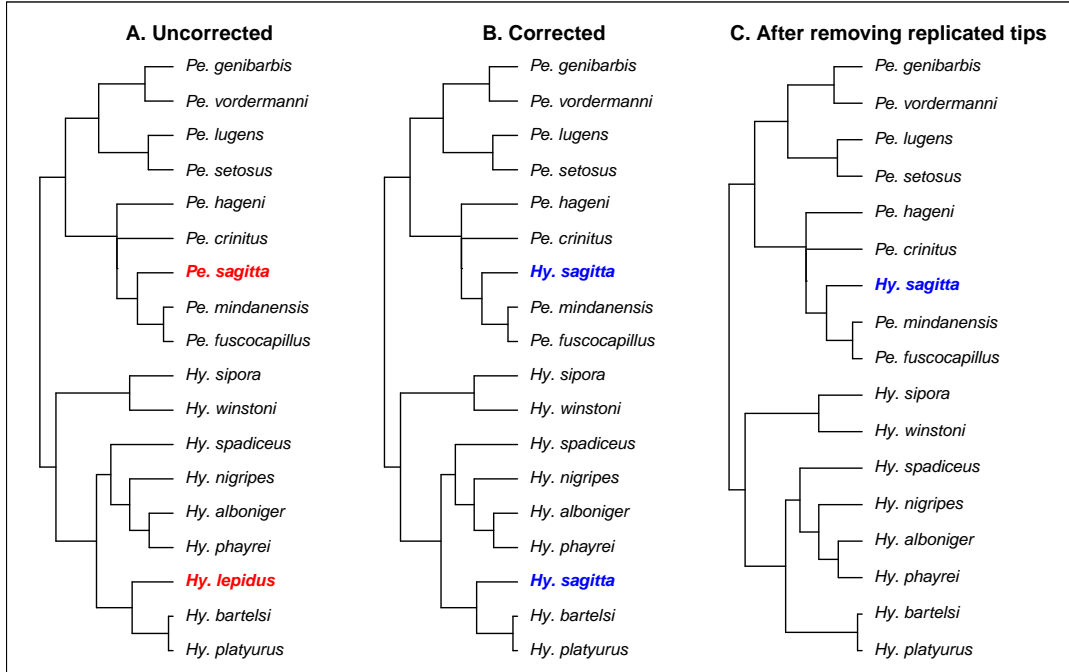 A. Uncorrected
Pe. genibarbis
Pe. vordermanni
Pe. lugens
Pe. setosus
Pe. hageni
Pe. crinitus
Pe. sagitta
Pe. mindanensis
Pe. fuscocapillus
Hy. sipora
Hy. winstoni
Hy. spadiceus
Hy. nigripes
Hy. alboniger
Hy. phayrei
Hy. lepidus
Hy. bartelsi
Hy. platyurus
B. Corrected
Pe. genibarbis
Pe. vordermanni
Pe. lugens
Pe. setosus
Pe. hageni
Pe. crinitus
Hy. sagitta
Pe. mindanensis
Pe. fuscocapillus
Hy. sipora
Hy. winstoni
Hy. spadiceus
Hy. nigripes
Hy. alboniger
Hy. phayrei
Hy. sagitta
Hy. bartelsi
Hy. platyurus
C. After removing replicated tips
Pe. genibarbis
Pe. vordermanni
Pe. lugens
Pe. setosus
Pe. hageni
Pe. crinitus
Hy. sagitta
Pe. mindanensis
Pe. fuscocapillus
Hy. sipora
Hy. winstoni
Hy. spadiceus
Hy. nigripes
Hy. alboniger
Hy. phayrei
Hy. bartelsi
Hy. platyurus